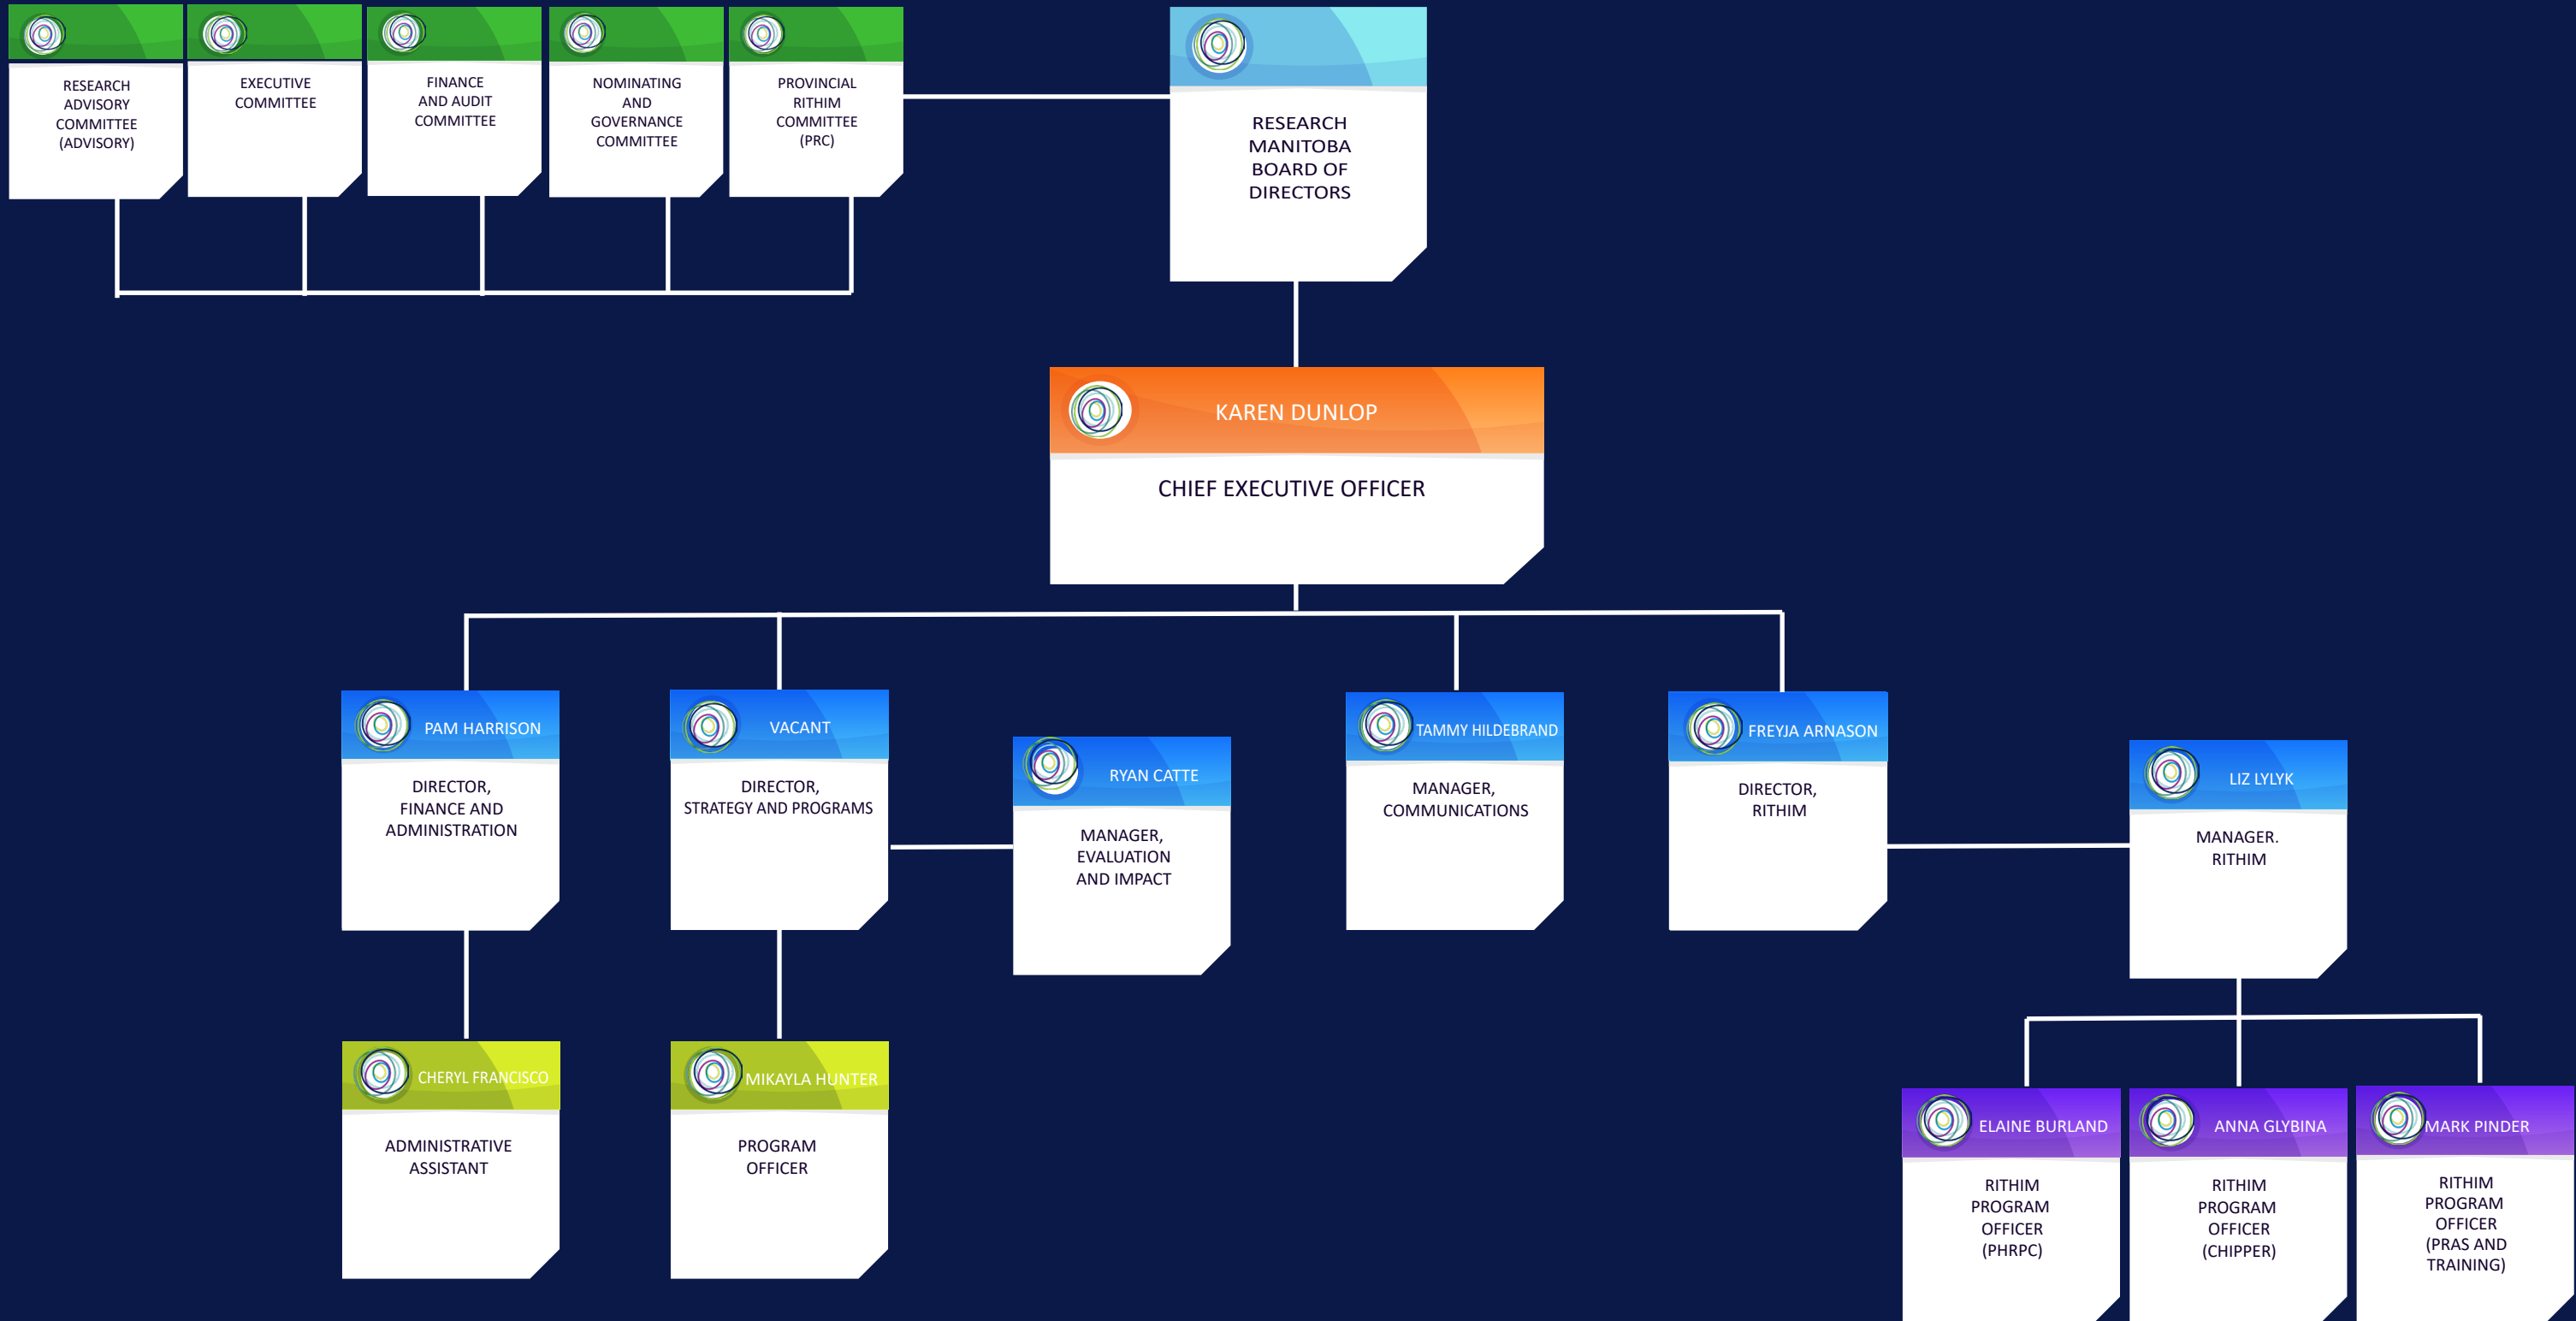 RESEARCH
ADVISORY
COMMITTEE
(ADVISORY)
EXECUTIVE
COMMITTEE
FINANCE
AND AUDIT
COMMITTEE
NOMINATING
AND
GOVERNANCE
COMMITTEE
PROVINCIAL
RITHIM
COMMITTEE
(PRC)
RESEARCH
MANITOBA
BOARD OF
DIRECTORS
KAREN DUNLOP
CHIEF EXECUTIVE OFFICER
PAM HARRISON
DIRECTOR,
FINANCE AND
ADMINISTRATION
VACANT
DIRECTOR,
STRATEGY AND PROGRAMS
RYAN CATTE
MANAGER,
EVALUATION
AND IMPACT
TAMMY HILDEBRAND
MANAGER,
COMMUNICATIONS
FREYJA ARNASON
DIRECTOR,
RITHIM
LIZ LYLYK
MANAGER.
RITHIM
CHERYL FRANCISCO
ADMINISTRATIVE
ASSISTANT
MIKAYLA HUNTER
PROGRAM
OFFICER
ELAINE BURLAND
RITHIM
PROGRAM
OFFICER
(PHRPC)
ANNA GLYBINA
RITHIM
PROGRAM
OFFICER
(CHIPPER)
MARK PINDER
RITHIM
PROGRAM
OFFICER
(PRAS AND
TRAINING)